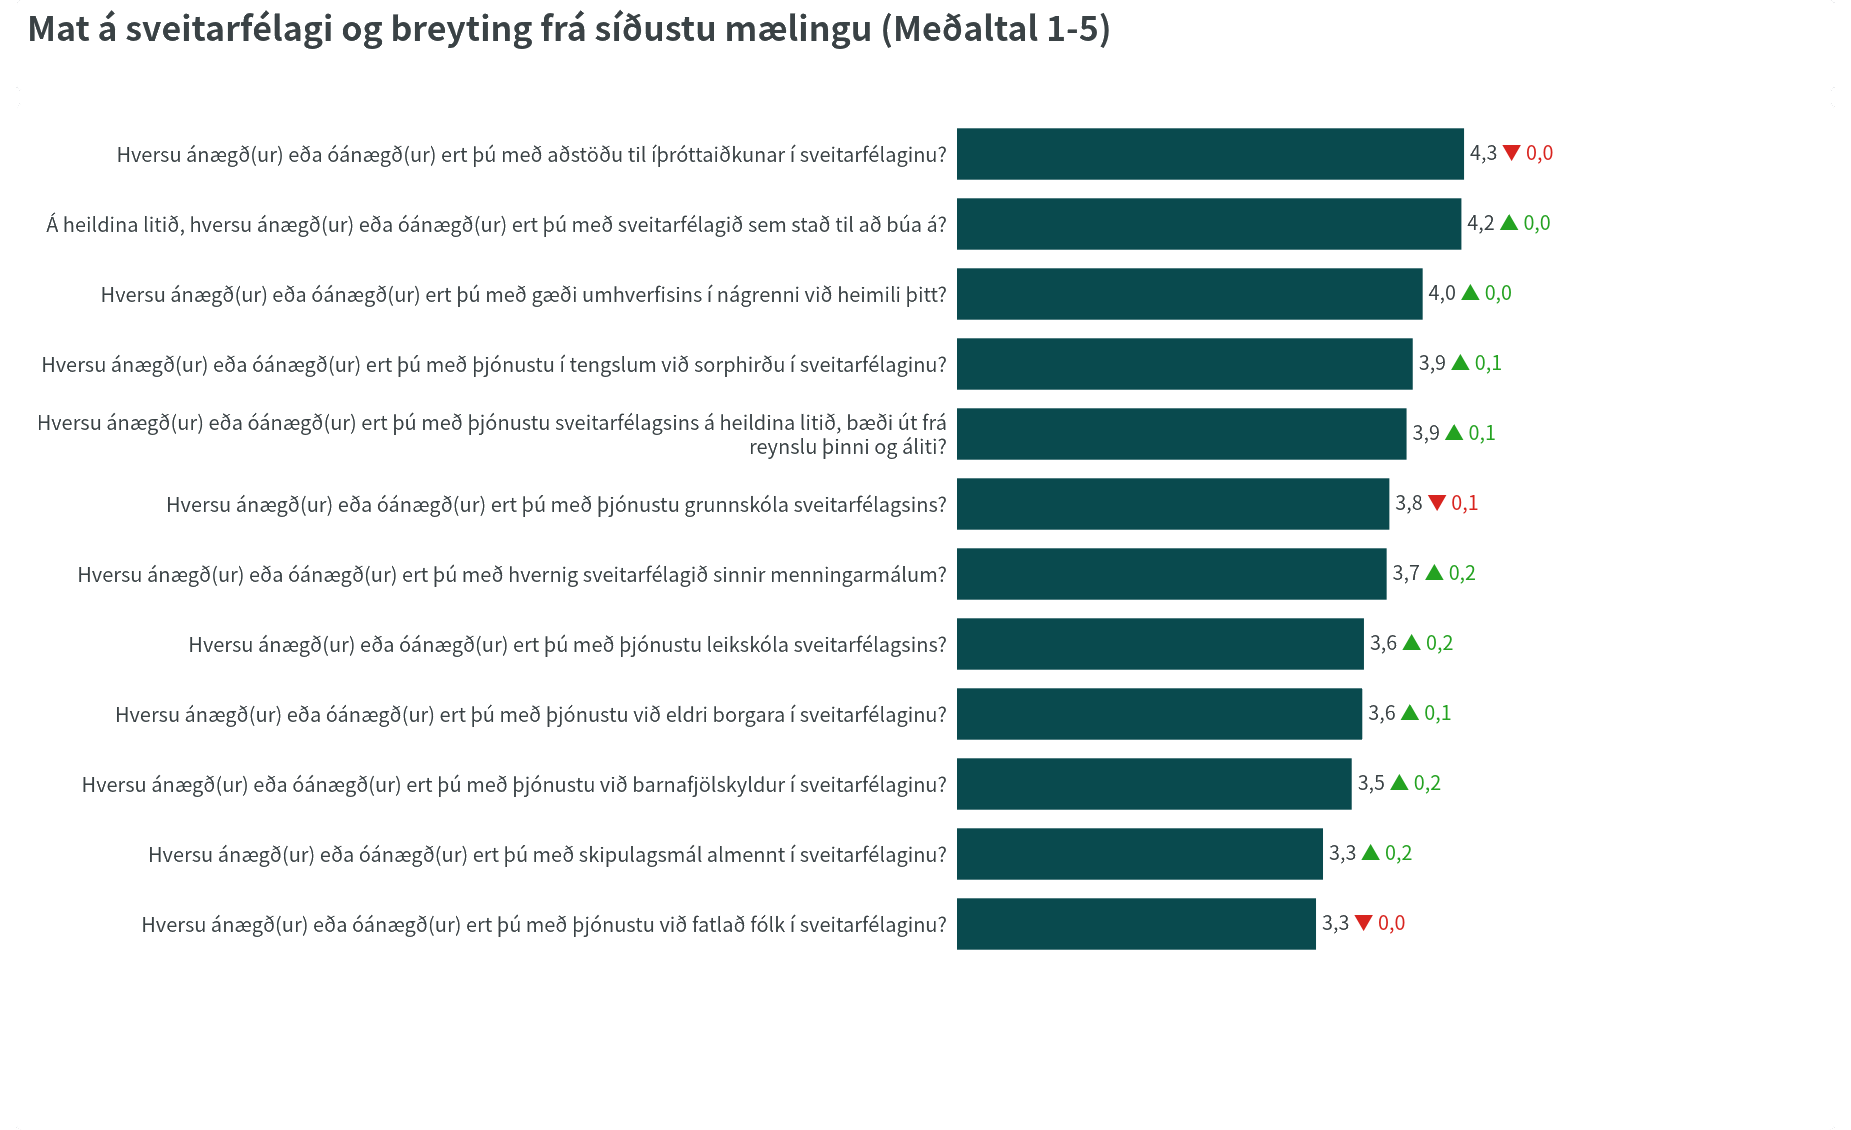 Mat á sveitarfélagi og breyting frá síðustu mælingu (Meðaltal 1-5)
Hversu ánægð(ur) eða óánægð(ur) ert þú með aðstöðu til íþróttaiðkunar í sveitarfélaginu? 4,3 ▼ 0,0
Á heildina litið, hversu ánægð(ur) eða óánægð(ur) ert þú með sveitarfélagið sem stað til að búa á? 4,2 ▲ 0,0
Hversu ánægð(ur) eða óánægð(ur) ert þú með gæði umhverfisins í nágrenni við heimili þitt? 4,0 ▲ 0,0
Hversu ánægð(ur) eða óánægð(ur) ert þú með þjónustu í tengslum við sorphirðu í sveitarfélaginu? 3,9 ▲ 0,1
Hversu ánægð(ur) eða óánægð(ur) ert þú með þjónustu sveitarfélagsins á heildina litið, bæði út frá
reynslu þinni og áliti? 3,9 ▲ 0,1
Hversu ánægð(ur) eða óánægð(ur) ert þú með þjónustu grunnskóla sveitarfélagsins? 3,8 ▼ 0,1
Hversu ánægð(ur) eða óánægð(ur) ert þú með hvernig sveitarfélagið sinnir menningarmálum? 3,7 ▲ 0,2
Hversu ánægð(ur) eða óánægð(ur) ert þú með þjónustu leikskóla sveitarfélagsins? 3,6 ▲ 0,2
Hversu ánægð(ur) eða óánægð(ur) ert þú með þjónustu við eldri borgara í sveitarfélaginu? 3,6 ▲ 0,1
Hversu ánægð(ur) eða óánægð(ur) ert þú með þjónustu við barnafjölskyldur í sveitarfélaginu? 3,5 ▲ 0,2
Hversu ánægð(ur) eða óánægð(ur) ert þú með skipulagsmál almennt í sveitarfélaginu? 3,3 ▲ 0,2
Hversu ánægð(ur) eða óánægð(ur) ert þú með þjónustu við fatlað fólk í sveitarfélaginu? 3,3 ▼ 0,0